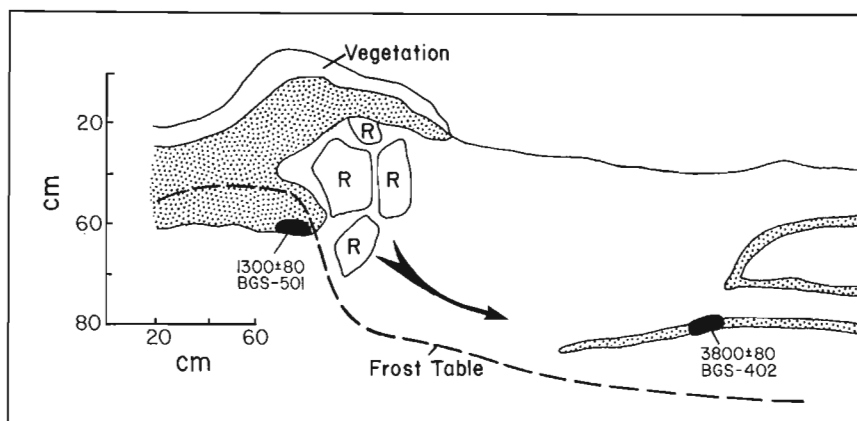 Vegetation
20
R
cm
R
R
60
R
1300±80
BGS-501
80
20
60
cm
Frost Table
3800±80
BGS-402